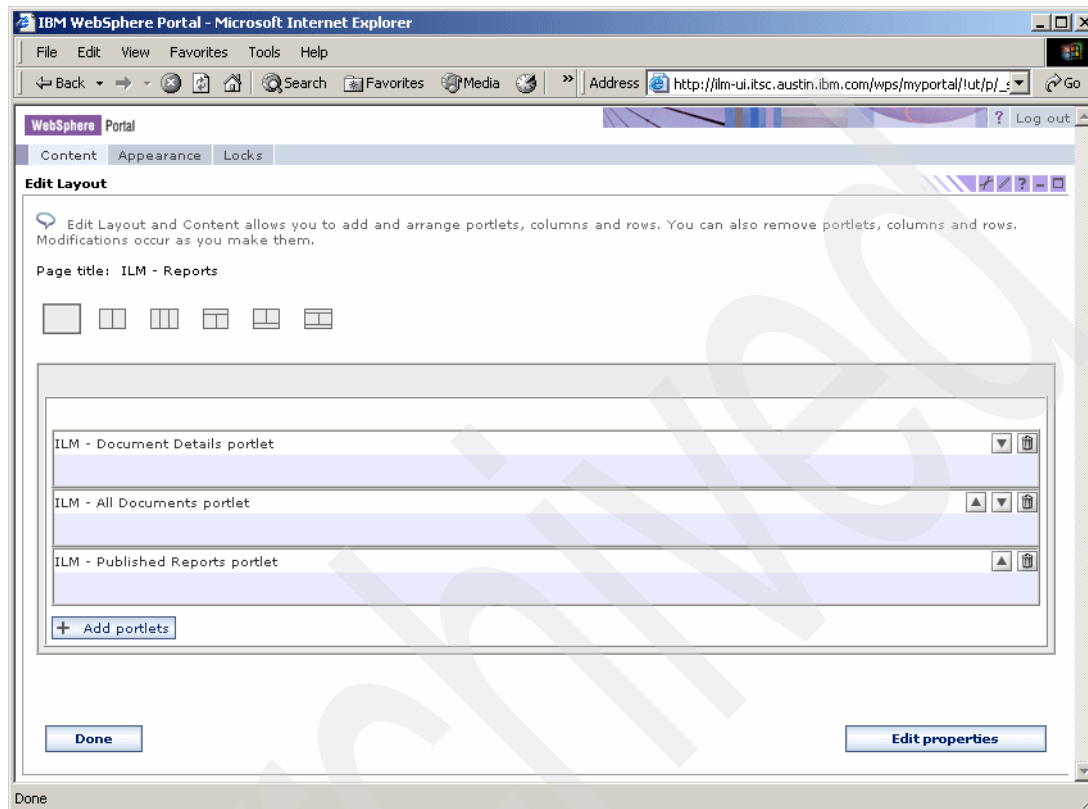 IBM WebSphere Portal - Microsoft Internet Explorer
File Edit View Favorites Tools Help
Back Search Favorites Media » Address http://ilm-ui.itsc.austin.ibm.com/wps/myportal/!ut/p/_s Go
WebSphere Portal ? Log out
Content Appearance Locks
Edit Layout ?
Edit Layout and Content allows you to add and arrange portlets, columns and rows. You can also remove portlets, columns and rows.
Modifications occur as you make them.
Page title: ILM - Reports
ILM - Document Details portlet
ILM - All Documents portlet
ILM - Published Reports portlet
+ Add portlets
Done Edit properties
Done